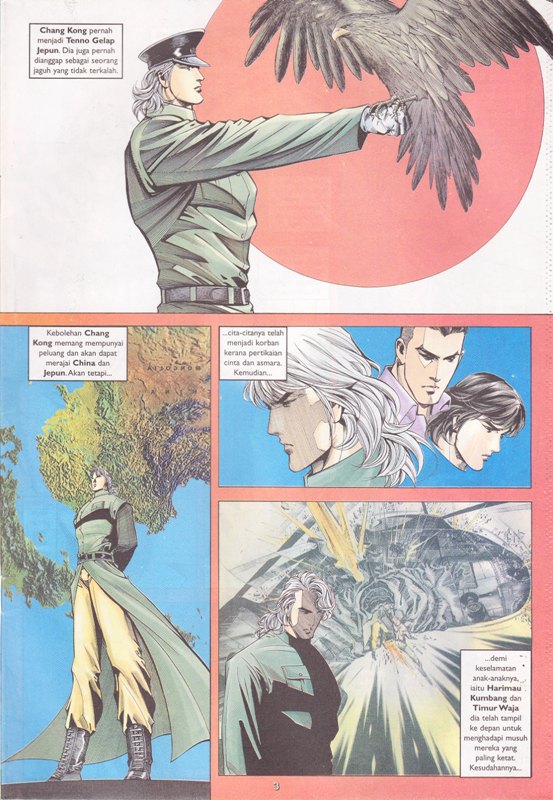 Chang Kong pernah
menjadi Tenno Gelap
Jepun. Dia juga pernah
dianggap sebagai seorang
jaguh yang tidak terkalah.
Kebolehan Chang
Kong memang mempunyai
peluang dan akan dapat
merajai China dan
Jepun. Akan tetapi...
...cita-citanya telah
menjadi korban
kerana pertikaian
cinta dan asmara.
Kemudian...
...demi
keselamatan
anak-anaknya,
iaitu Harimau
Kumbang dan
Timur Waja
dia telah tampil
ke depan untuk
menghadapi musuh
mereka yang
paling ketat.
Kesudahannya...
3